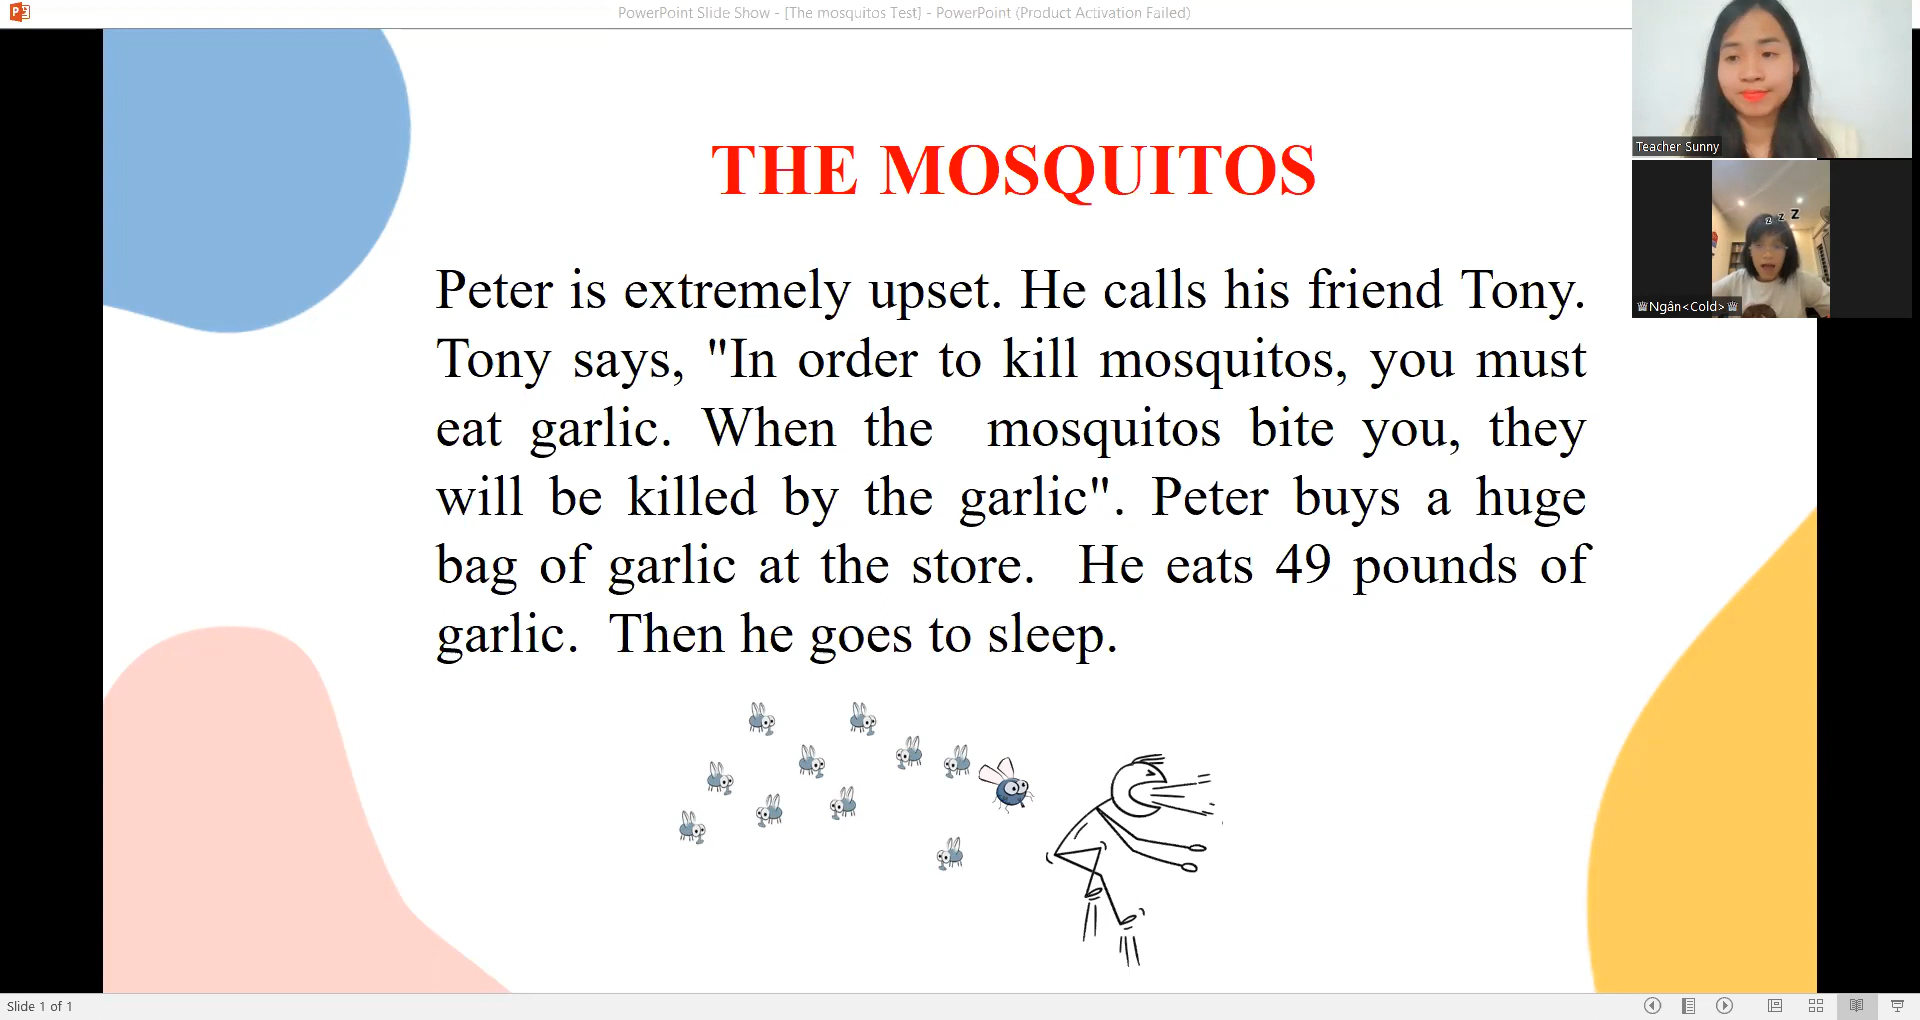 PowerPoint Slide Show - [The mosquitos Test] - PowerPoint (Product Activation Failed)
THE MOSQUITOS
Peter is extremely upset. He calls his friend Tony.
Tony says, "In order to kill mosquitos, you must
eat garlic. When the mosquitos bite you, they
will be killed by the garlic". Peter buys a huge
bag of garlic at the store. He eats 49 pounds of
garlic. Then he goes to sleep.
Teacher Sunny
z z Z
♕Ngân<Cold>♕
Slide 1 of 1